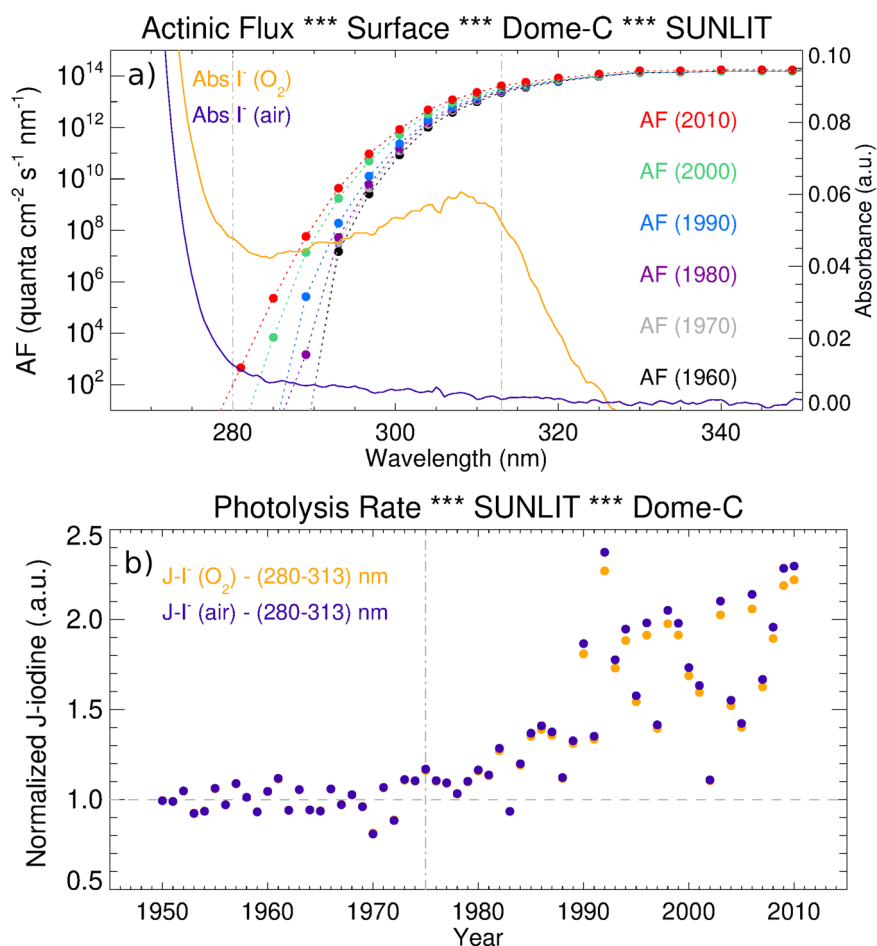 Actinic Flux *** Surface *** Dome-C *** SUNLIT
a)
Abs I⁻ (O₂)
Abs I⁻ (air)
AF (2010)
AF (2000)
AF (1990)
AF (1980)
AF (1970)
AF (1960)
AF (quanta cm⁻² s⁻¹ nm⁻¹)
10¹⁴
10¹²
10¹⁰
10⁸
10⁶
10⁴
10²
Absorbance (a.u.)
0.10
0.08
0.06
0.04
0.02
0.00
280 300 320 340
Wavelength (nm)
Photolysis Rate *** SUNLIT *** Dome-C
b)
J-I⁻ (O₂) - (280-313) nm
J-I⁻ (air) - (280-313) nm
Normalized J-iodine (.a.u.)
2.5
2.0
1.5
1.0
0.5
1950 1960 1970 1980 1990 2000 2010
Year